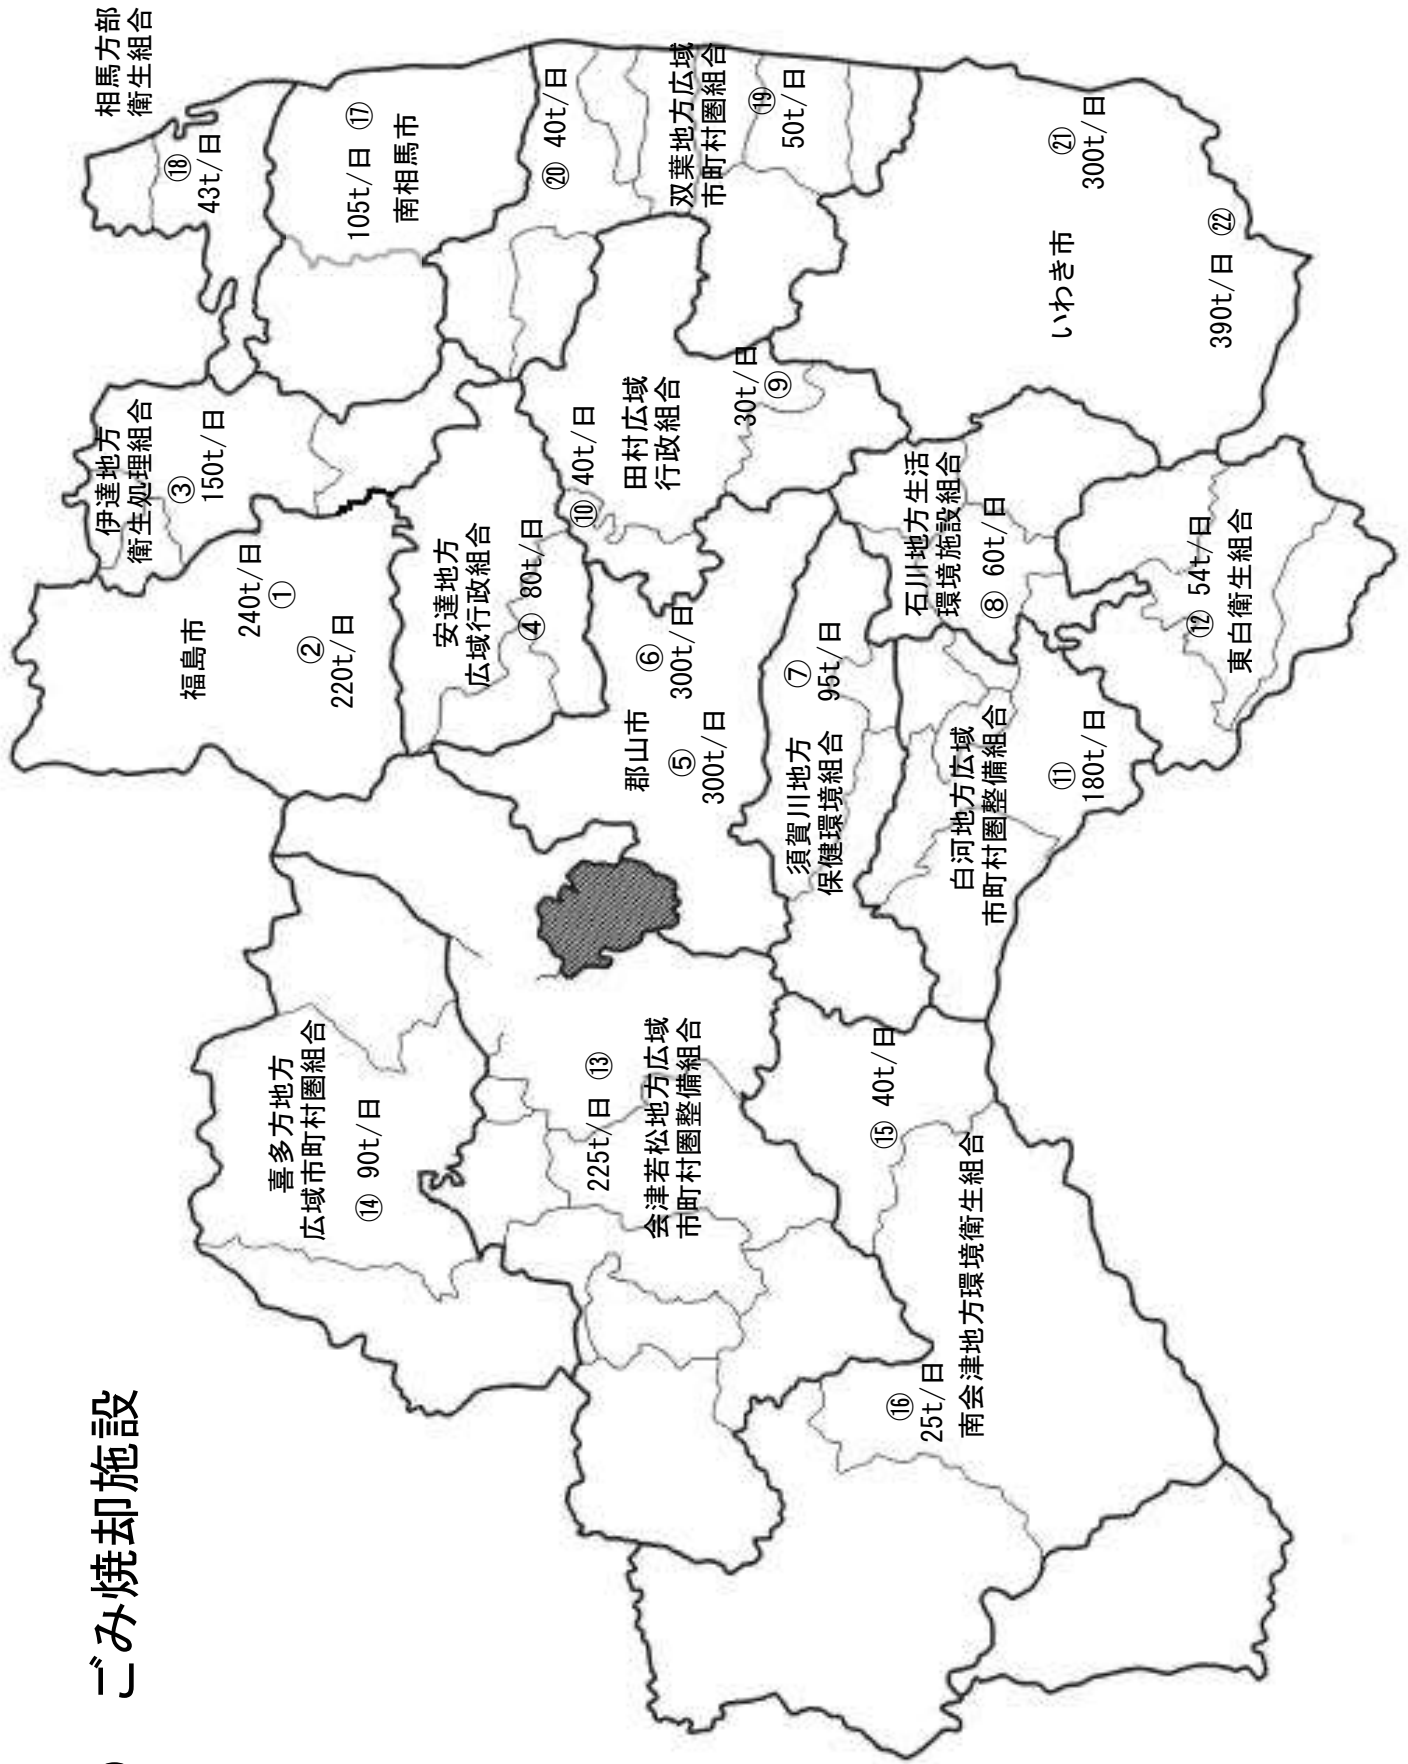 ごみ焼却施設
相馬方部
衛生組合
⑱
43t/日
105t/日 ⑰
南相馬市
⑳ 40t/日
双葉地方広域
市町村圏組合
⑲
50t/日
㉑
300t/日
いわき市
390t/日 ㉒
伊達地方
衛生処理組合
③
150t/日
福島市
240t/日
①
②
220t/日
安達地方
広域行政組合
④ 80t/日
⑩ 40t/日
田村広域
行政組合
30t/日
⑨
郡山市
⑥
300t/日
⑤
300t/日
⑦
95t/日
須賀川地方
保健環境組合
石川地方生活
環境施設組合
⑧ 60t/日
白河地方広域
市町村圏整備組合
⑪
180t/日
⑫ 54t/日
東白衛生組合
喜多方地方
広域市町村圏組合
⑭ 90t/日
225t/日 ⑬
会津若松地方広域
市町村圏整備組合
⑮ 40t/日
⑯
25t/日
南会津地方環境衛生組合